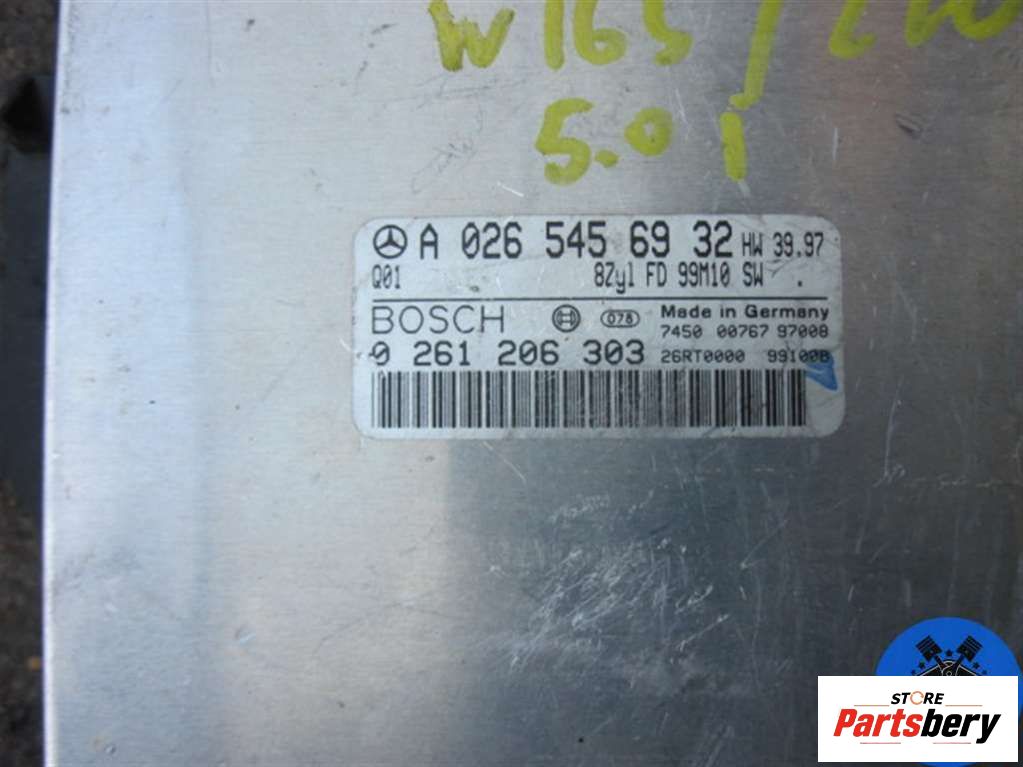 W163 /
5.0 i
A 026 545 69 32 HW 39.97
Q01 8Zyl FD 99M10 SW .
BOSCH 078 Made in Germany
7450 00767 97008
0 261 206 303 26RT0000 99100B
STORE
Partsbery